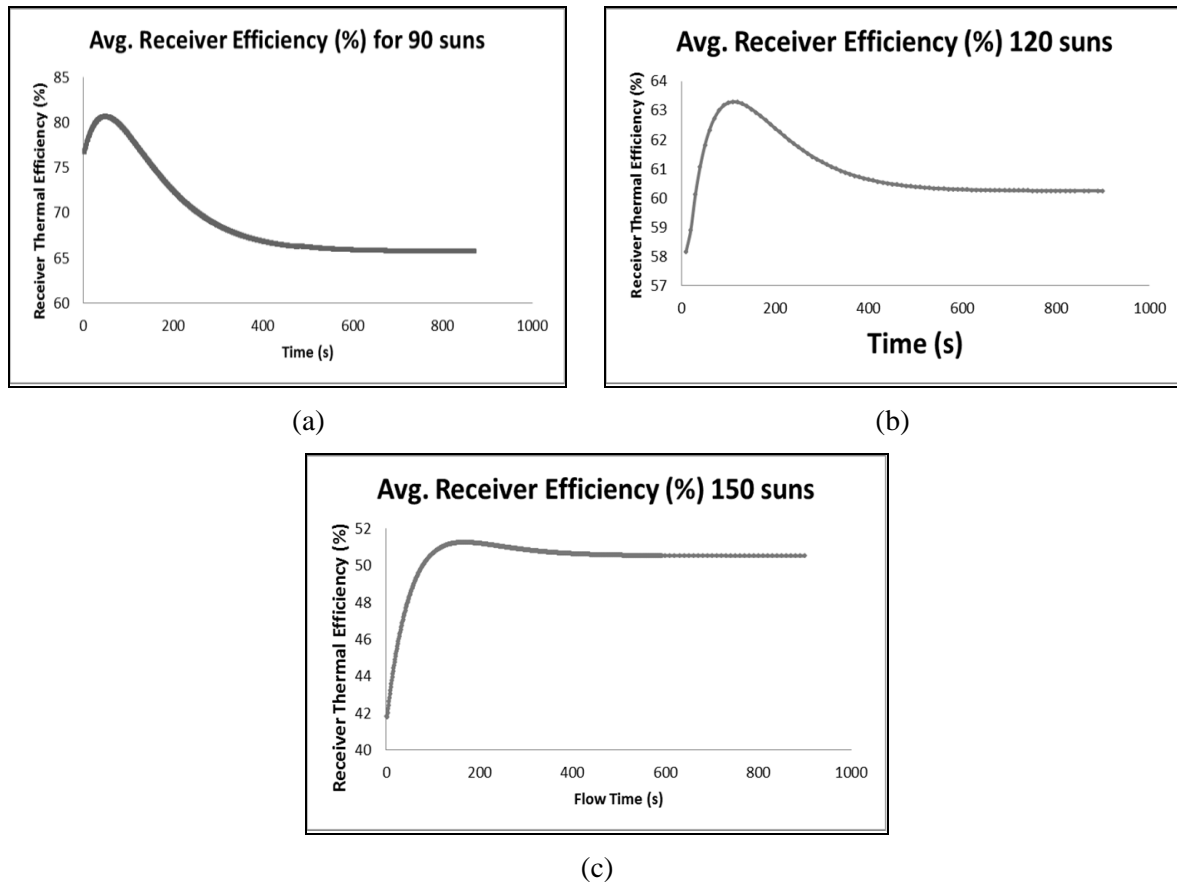 Avg. Receiver Efficiency (%) for 90 suns
Receiver Thermal Efficiency (%)
85
80
75
70
65
60
0 200 400 600 800 1000
Time (s)
(a)
Avg. Receiver Efficiency (%) 120 suns
Receiver Thermal Efficiency (%)
64
63
62
61
60
59
58
57
0 200 400 600 800 1000
Time (s)
(b)
Avg. Receiver Efficiency (%) 150 suns
Receiver Thermal Efficiency (%)
52
50
48
46
44
42
40
0 200 400 600 800 1000
Flow Time (s)
(c)